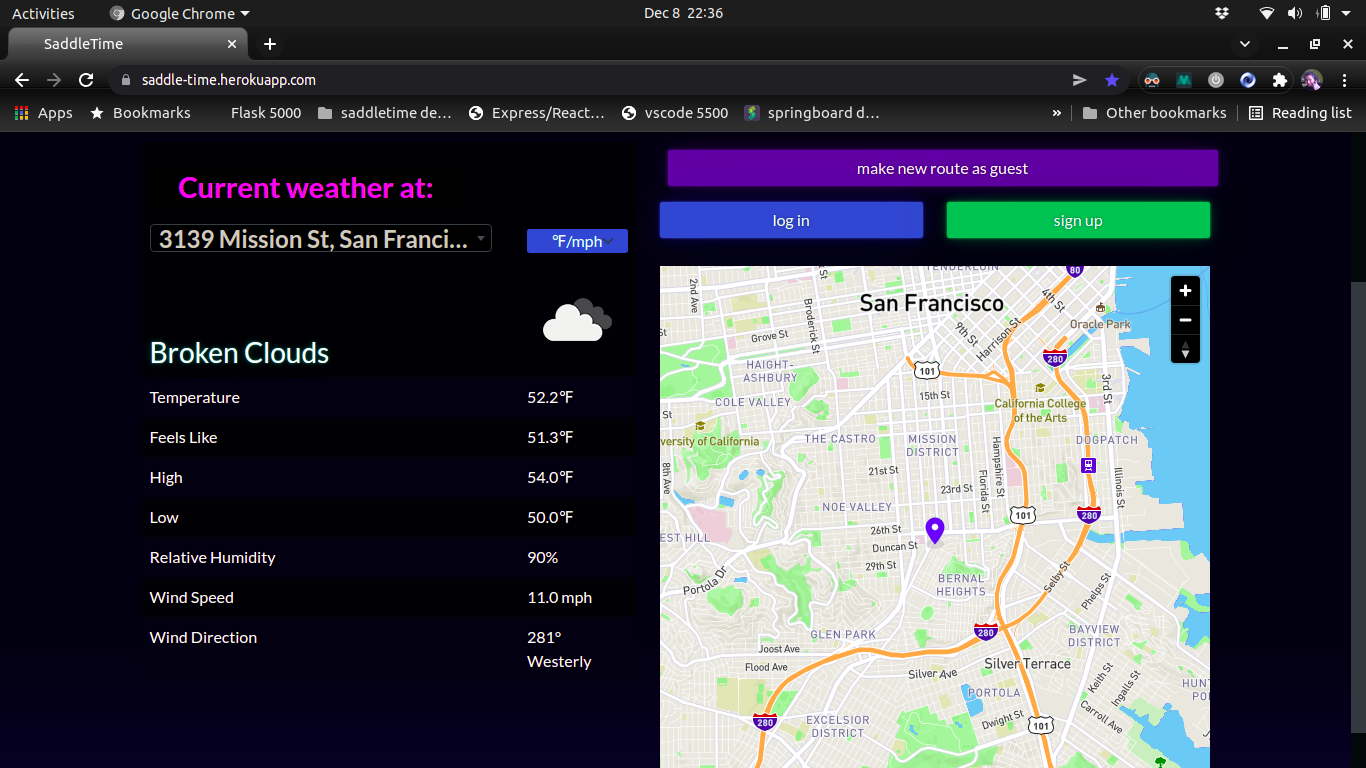 Activities
Google Chrome
Dec 8 22:36
SaddleTime
saddle-time.herokuapp.com
Apps
Bookmarks
Flask 5000
saddletime de…
Express/React…
vscode 5500
springboard d…
»
Other bookmarks
Reading list
Current weather at:
3139 Mission St, San Franci...
°F/mph
Broken Clouds
Temperature 52.2°F
Feels Like 51.3°F
High 54.0°F
Low 50.0°F
Relative Humidity 90%
Wind Speed 11.0 mph
Wind Direction 281°
Westerly
make new route as guest
log in
sign up
TENDERLOIN
80
2nd Ave
Broderick St
San Francisco
4th St
Oracle Park
Grove St
9th St
Harrison St
280
HAIGHT-
ASHBURY
101
15th St
3rd St
St
COLE VALLEY
California College
of the Arts
versity of California
THE CASTRO
MISSION
DISTRICT
DOGPATCH
8th Ave
21st St
Hampshire St
Florida St
23rd St
Illinois St
NOE VALLEY
101
280
26th St
EST HILL
Duncan St
29th St
Portola Dr
BERNAL
HEIGHTS
Selby St
Phelps St
GLEN PARK
280
BAYVIEW
DISTRICT
Joost Ave
Flood Ave
Silver Terrace
Silver Ave
Keith St
Ingalls St
HUNT
PO
PORTOLA
280
EXCELSIOR
DISTRICT
Dwight St
101
Carroll Ave